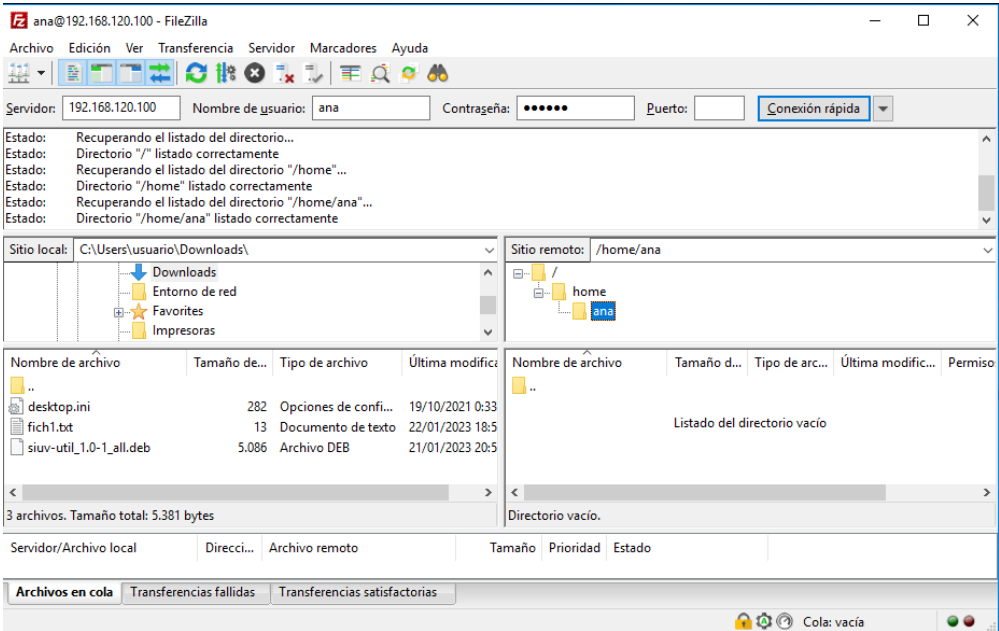 ana@192.168.120.100 - FileZilla
Archivo Edición Ver Transferencia Servidor Marcadores Ayuda
Servidor: 192.168.120.100 Nombre de usuario: ana Contraseña: ●●●●●● Puerto: Conexión rápida
Estado: Recuperando el listado del directorio...
Estado: Directorio "/" listado correctamente
Estado: Recuperando el listado del directorio "/home"...
Estado: Directorio "/home" listado correctamente
Estado: Recuperando el listado del directorio "/home/ana"...
Estado: Directorio "/home/ana" listado correctamente
Sitio local: C:\Users\usuario\Downloads\
Downloads
Entorno de red
Favorites
Impresoras
Sitio remoto: /home/ana
/
home
ana
Nombre de archivo Tamaño de... Tipo de archivo Última modifica
..
desktop.ini 282 Opciones de confi... 19/10/2021 0:33
fich1.txt 13 Documento de texto 22/01/2023 18:5
siuv-util_1.0-1_all.deb 5.086 Archivo DEB 21/01/2023 20:5
3 archivos. Tamaño total: 5.381 bytes
Nombre de archivo Tamaño d... Tipo de arc... Última modific... Permiso
..
Listado del directorio vacío
Directorio vacío.
Servidor/Archivo local Direcci... Archivo remoto Tamaño Prioridad Estado
Archivos en cola Transferencias fallidas Transferencias satisfactorias
Cola: vacía